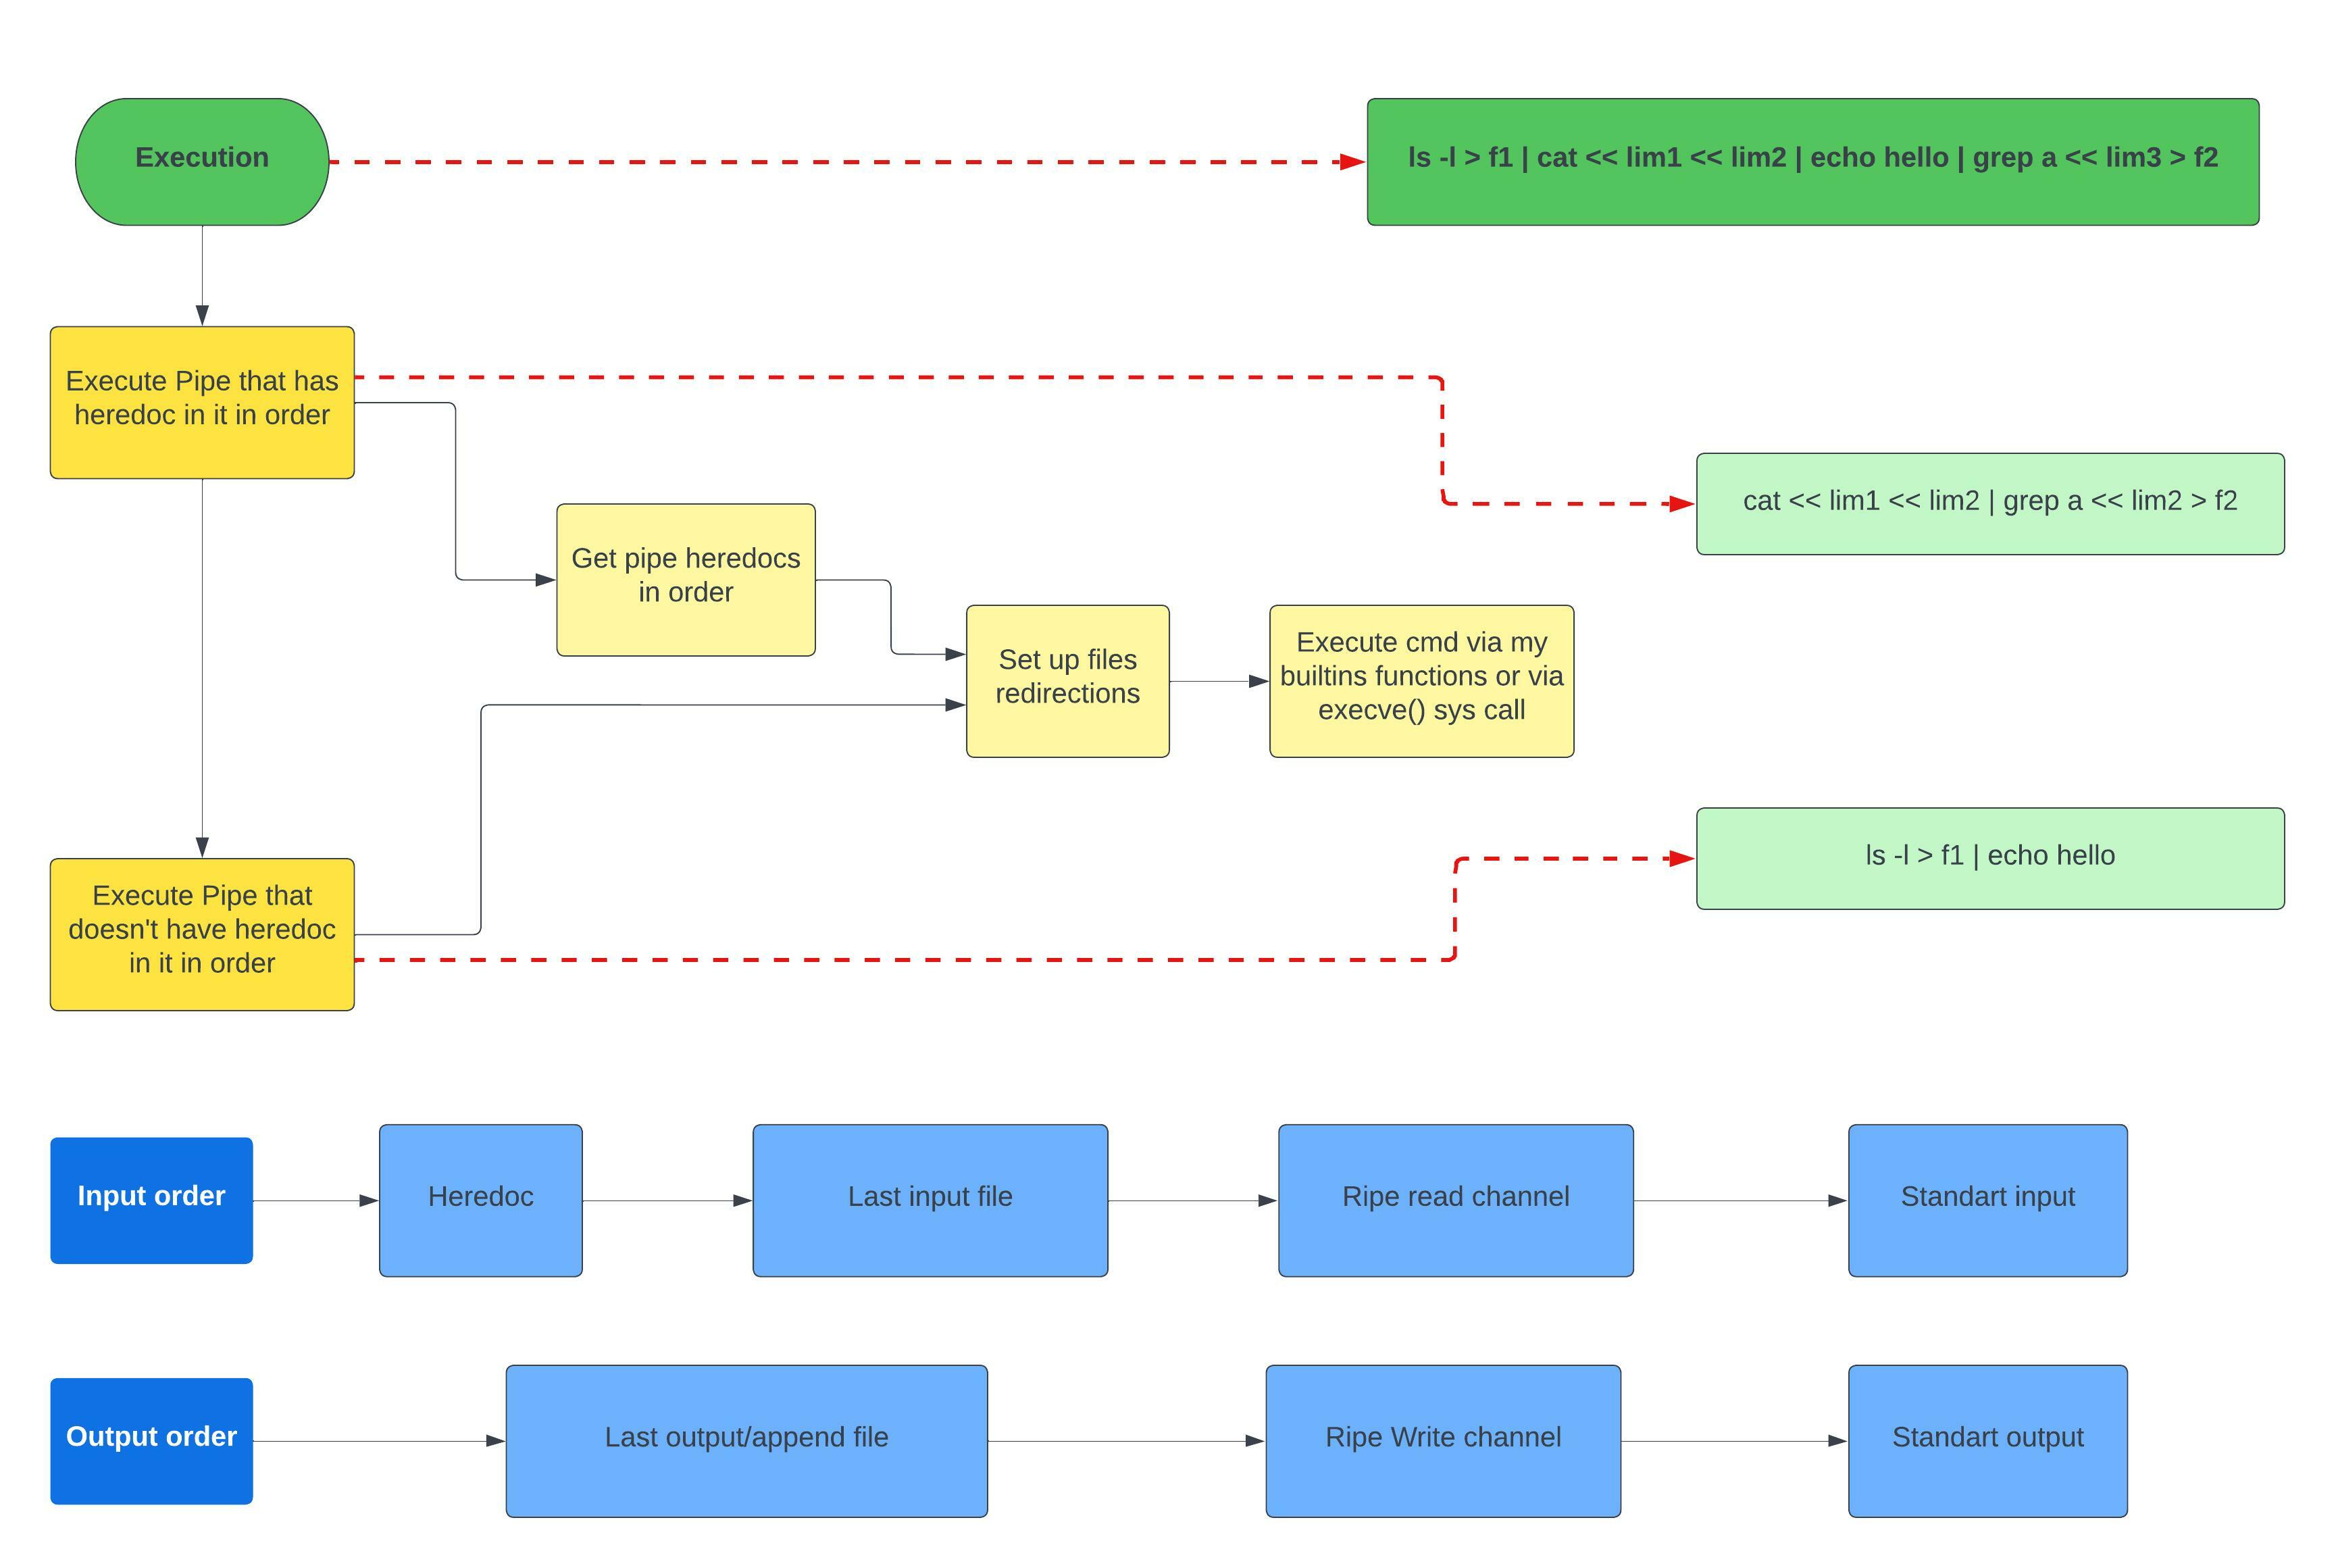 Execution
ls -l > f1 | cat << lim1 << lim2 | echo hello | grep a << lim3 > f2
Execute Pipe that has
heredoc in it in order
cat << lim1 << lim2 | grep a << lim2 > f2
Get pipe heredocs
in order
Set up files
redirections
Execute cmd via my
builtins functions or via
execve() sys call
ls -l > f1 | echo hello
Execute Pipe that
doesn't have heredoc
in it in order
Input order
Heredoc
Last input file
Ripe read channel
Standart input
Output order
Last output/append file
Ripe Write channel
Standart output